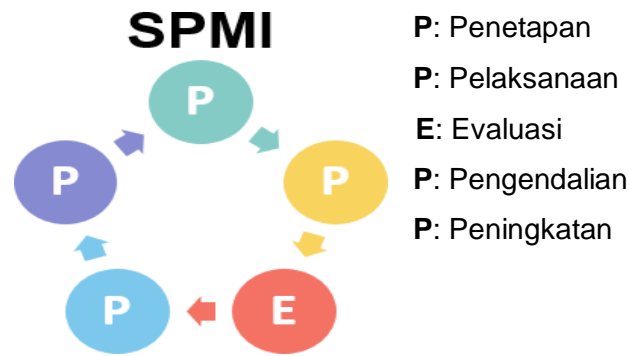 SPMI
P
P
E
P
P
P: Penetapan
P: Pelaksanaan
E: Evaluasi
P: Pengendalian
P: Peningkatan